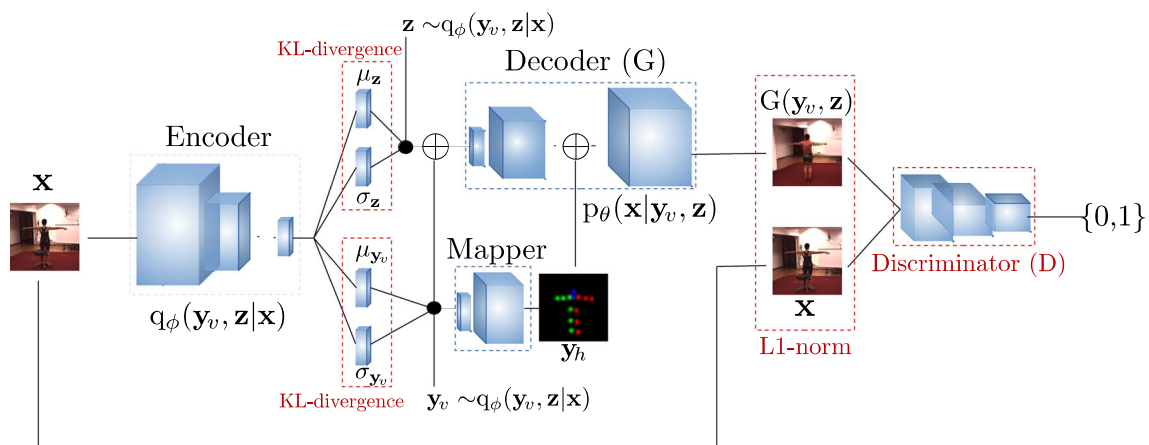 z ∼q_ϕ(y_v, z|x)
KL-divergence
μ_z
σ_z
Encoder
x
q_ϕ(y_v, z|x)
μ_{y_v}
σ_{y_v}
KL-divergence
Decoder (G)
p_θ(x|y_v, z)
Mapper
y_h
y_v ∼q_ϕ(y_v, z|x)
G(y_v, z)
x
L1-norm
Discriminator (D)
{0,1}